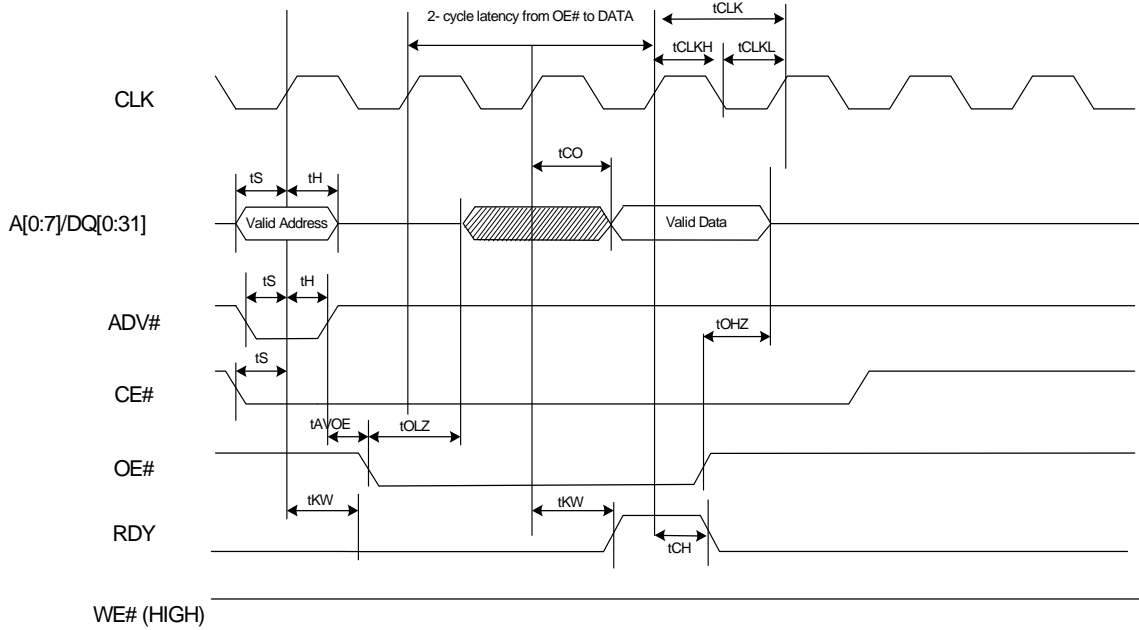 2- cycle latency from OE# to DATA
tCLK
tCLKH
tCLKL
CLK
tCO
tS
tH
A[0:7]/DQ[0:31]
Valid Address
Valid Data
tS
tH
ADV#
tOHZ
tS
CE#
tAVOE
tOLZ
OE#
tKW
tKW
RDY
tCH
WE# (HIGH)